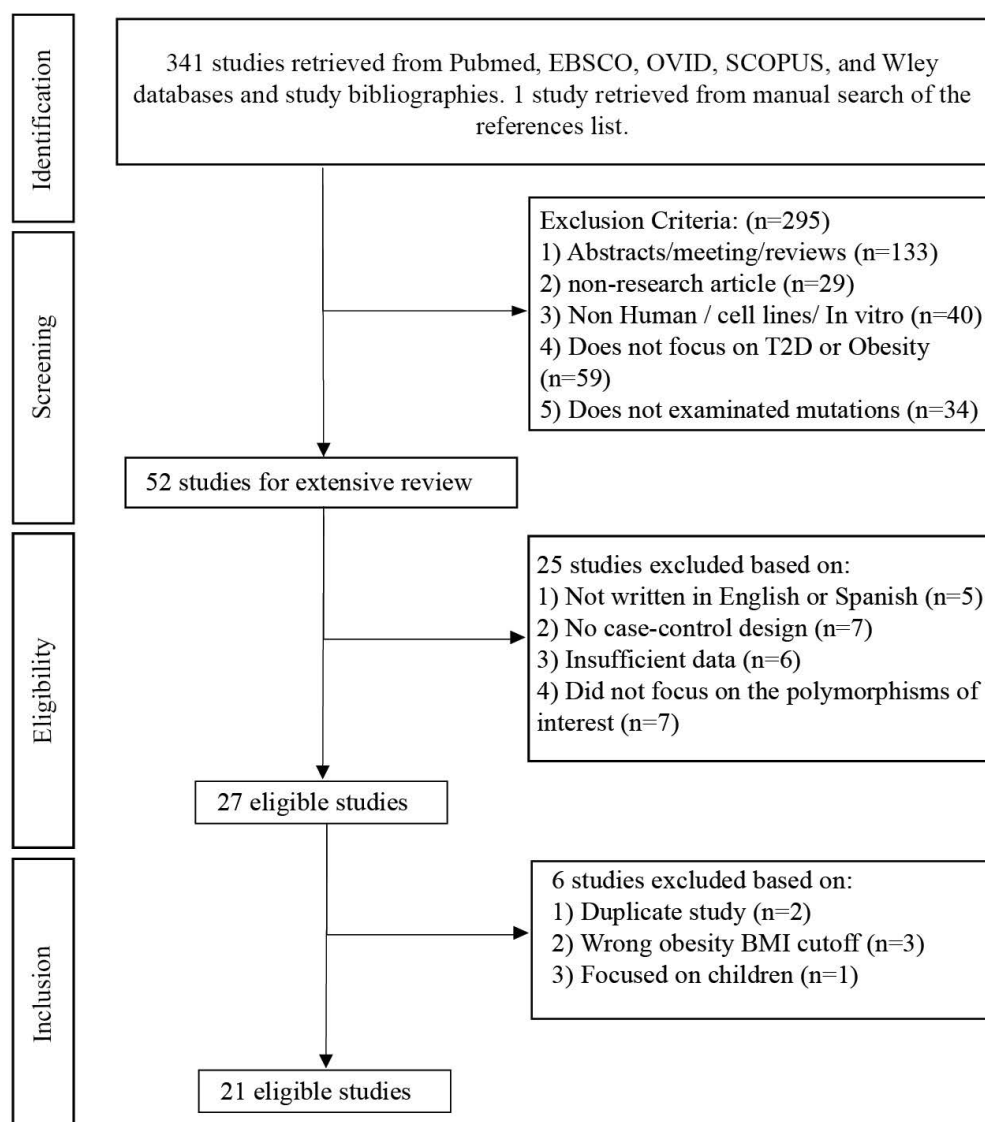 Identification
341 studies retrieved from Pubmed, EBSCO, OVID, SCOPUS, and Wley
databases and study bibliographies. 1 study retrieved from manual search of the
references list.
Screening
Exclusion Criteria: (n=295)
1) Abstracts/meeting/reviews (n=133)
2) non-research article (n=29)
3) Non Human / cell lines/ In vitro (n=40)
4) Does not focus on T2D or Obesity
(n=59)
5) Does not examinated mutations (n=34)
52 studies for extensive review
Eligibility
25 studies excluded based on:
1) Not written in English or Spanish (n=5)
2) No case-control design (n=7)
3) Insufficient data (n=6)
4) Did not focus on the polymorphisms of
interest (n=7)
27 eligible studies
Inclusion
6 studies excluded based on:
1) Duplicate study (n=2)
2) Wrong obesity BMI cutoff (n=3)
3) Focused on children (n=1)
21 eligible studies